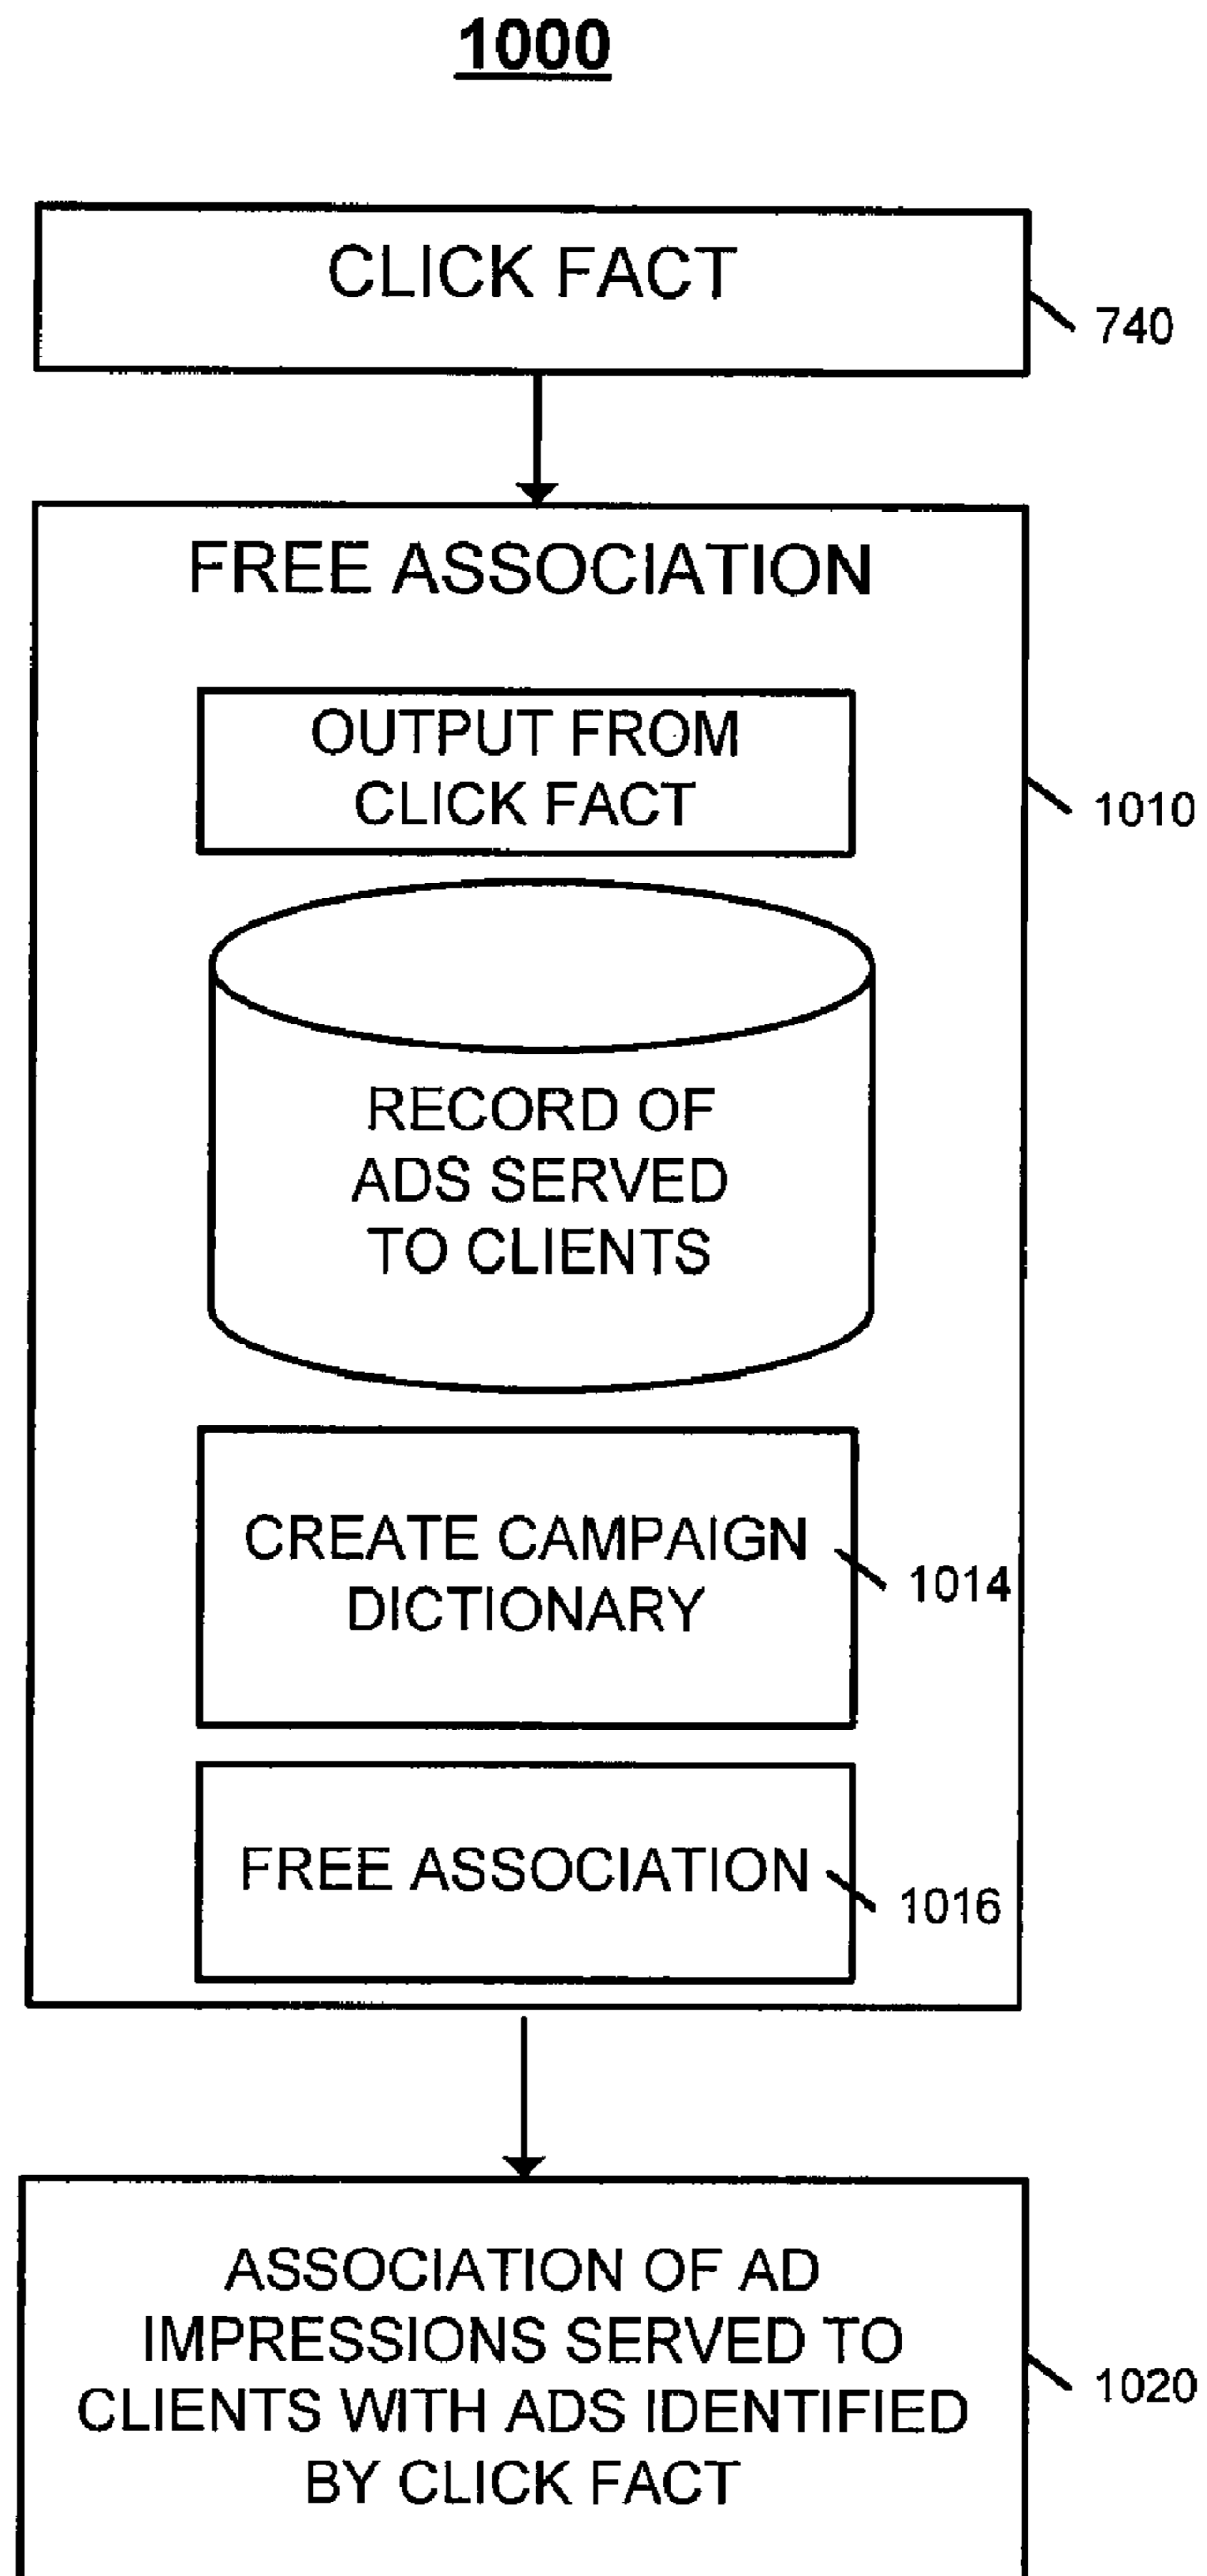 1000
CLICK FACT
740
FREE ASSOCIATION
OUTPUT FROM
CLICK FACT
1010
RECORD OF
ADS SERVED
TO CLIENTS
CREATE CAMPAIGN
DICTIONARY
1014
FREE ASSOCIATION
1016
ASSOCIATION OF AD
IMPRESSIONS SERVED TO
CLIENTS WITH ADS IDENTIFIED
BY CLICK FACT
1020